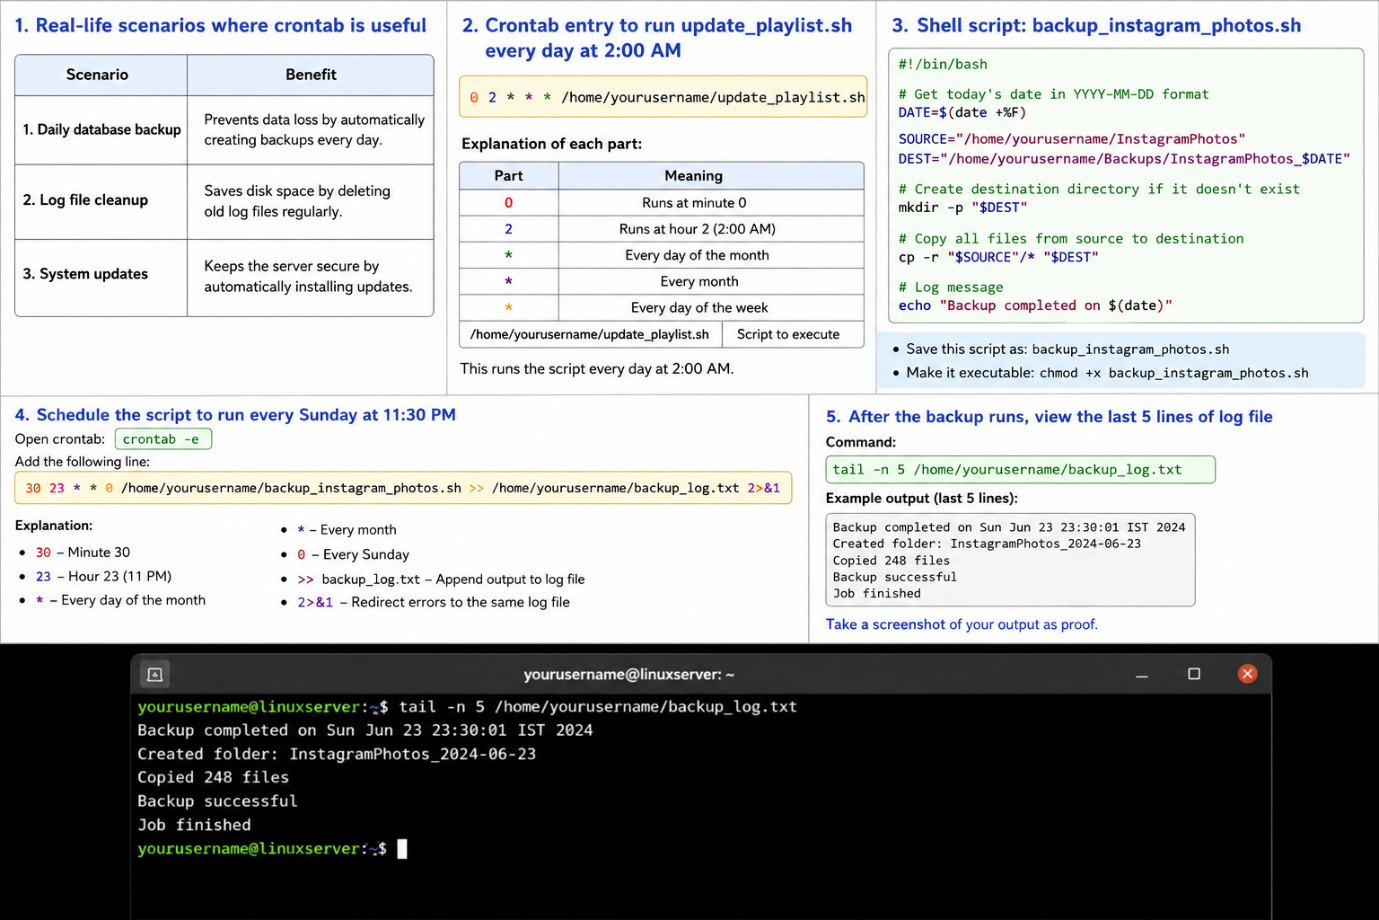 1. Real-life scenarios where crontab is useful
Scenario
Benefit
1. Daily database backup
Prevents data loss by automatically
creating backups every day.
2. Log file cleanup
Saves disk space by deleting
old log files regularly.
3. System updates
Keeps the server secure by
automatically installing updates.
2. Crontab entry to run update_playlist.sh
every day at 2:00 AM
0 2 * * * /home/yourusername/update_playlist.sh
Explanation of each part:
Part
Meaning
0
Runs at minute 0
2
Runs at hour 2 (2:00 AM)
*
Every day of the month
*
Every month
*
Every day of the week
/home/yourusername/update_playlist.sh
Script to execute
This runs the script every day at 2:00 AM.
3. Shell script: backup_instagram_photos.sh
#!/bin/bash
# Get today's date in YYYY-MM-DD format
DATE=$(date +%F)
SOURCE="/home/yourusername/InstagramPhotos"
DEST="/home/yourusername/Backups/InstagramPhotos_$DATE"
# Create destination directory if it doesn't exist
mkdir -p "$DEST"
# Copy all files from source to destination
cp -r "$SOURCE"/* "$DEST"
# Log message
echo "Backup completed on $(date)"
• Save this script as: backup_instagram_photos.sh
• Make it executable: chmod +x backup_instagram_photos.sh
4. Schedule the script to run every Sunday at 11:30 PM
Open crontab: crontab -e
Add the following line:
30 23 * * 0 /home/yourusername/backup_instagram_photos.sh >> /home/yourusername/backup_log.txt 2>&1
Explanation:
• 30 – Minute 30
• 23 – Hour 23 (11 PM)
• * – Every day of the month
• * – Every month
• 0 – Every Sunday
• >> backup_log.txt – Append output to log file
• 2>&1 – Redirect errors to the same log file
5. After the backup runs, view the last 5 lines of log file
Command:
tail -n 5 /home/yourusername/backup_log.txt
Example output (last 5 lines):
Backup completed on Sun Jun 23 23:30:01 IST 2024
Created folder: InstagramPhotos_2024-06-23
Copied 248 files
Backup successful
Job finished
Take a screenshot of your output as proof.
yourusername@linuxserver: ~
yourusername@linuxserver:~$ tail -n 5 /home/yourusername/backup_log.txt
Backup completed on Sun Jun 23 23:30:01 IST 2024
Created folder: InstagramPhotos_2024-06-23
Copied 248 files
Backup successful
Job finished
yourusername@linuxserver:~$